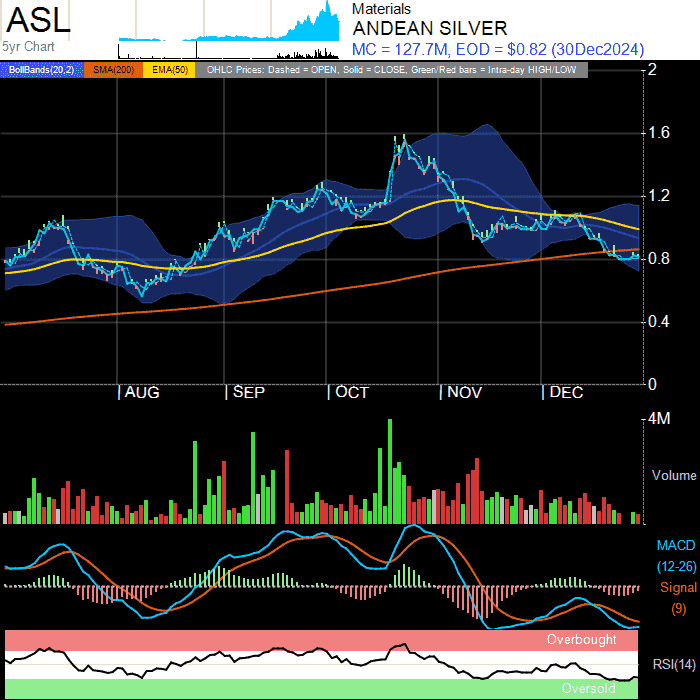 ASL
5yr Chart
Materials
ANDEAN SILVER
MC = 127.7M, EOD = $0.82 (30Dec2024)
BollBands(20,2) SMA(200) EMA(50) OHLC Prices: Dashed = OPEN, Solid = CLOSE, Green/Red bars = Intra-day HIGH/LOW
2
1.6
1.2
0.8
0.4
0
AUG SEP OCT NOV DEC
4M
Volume
MACD
(12-26)
Signal
(9)
Overbought
RSI(14)
Oversold